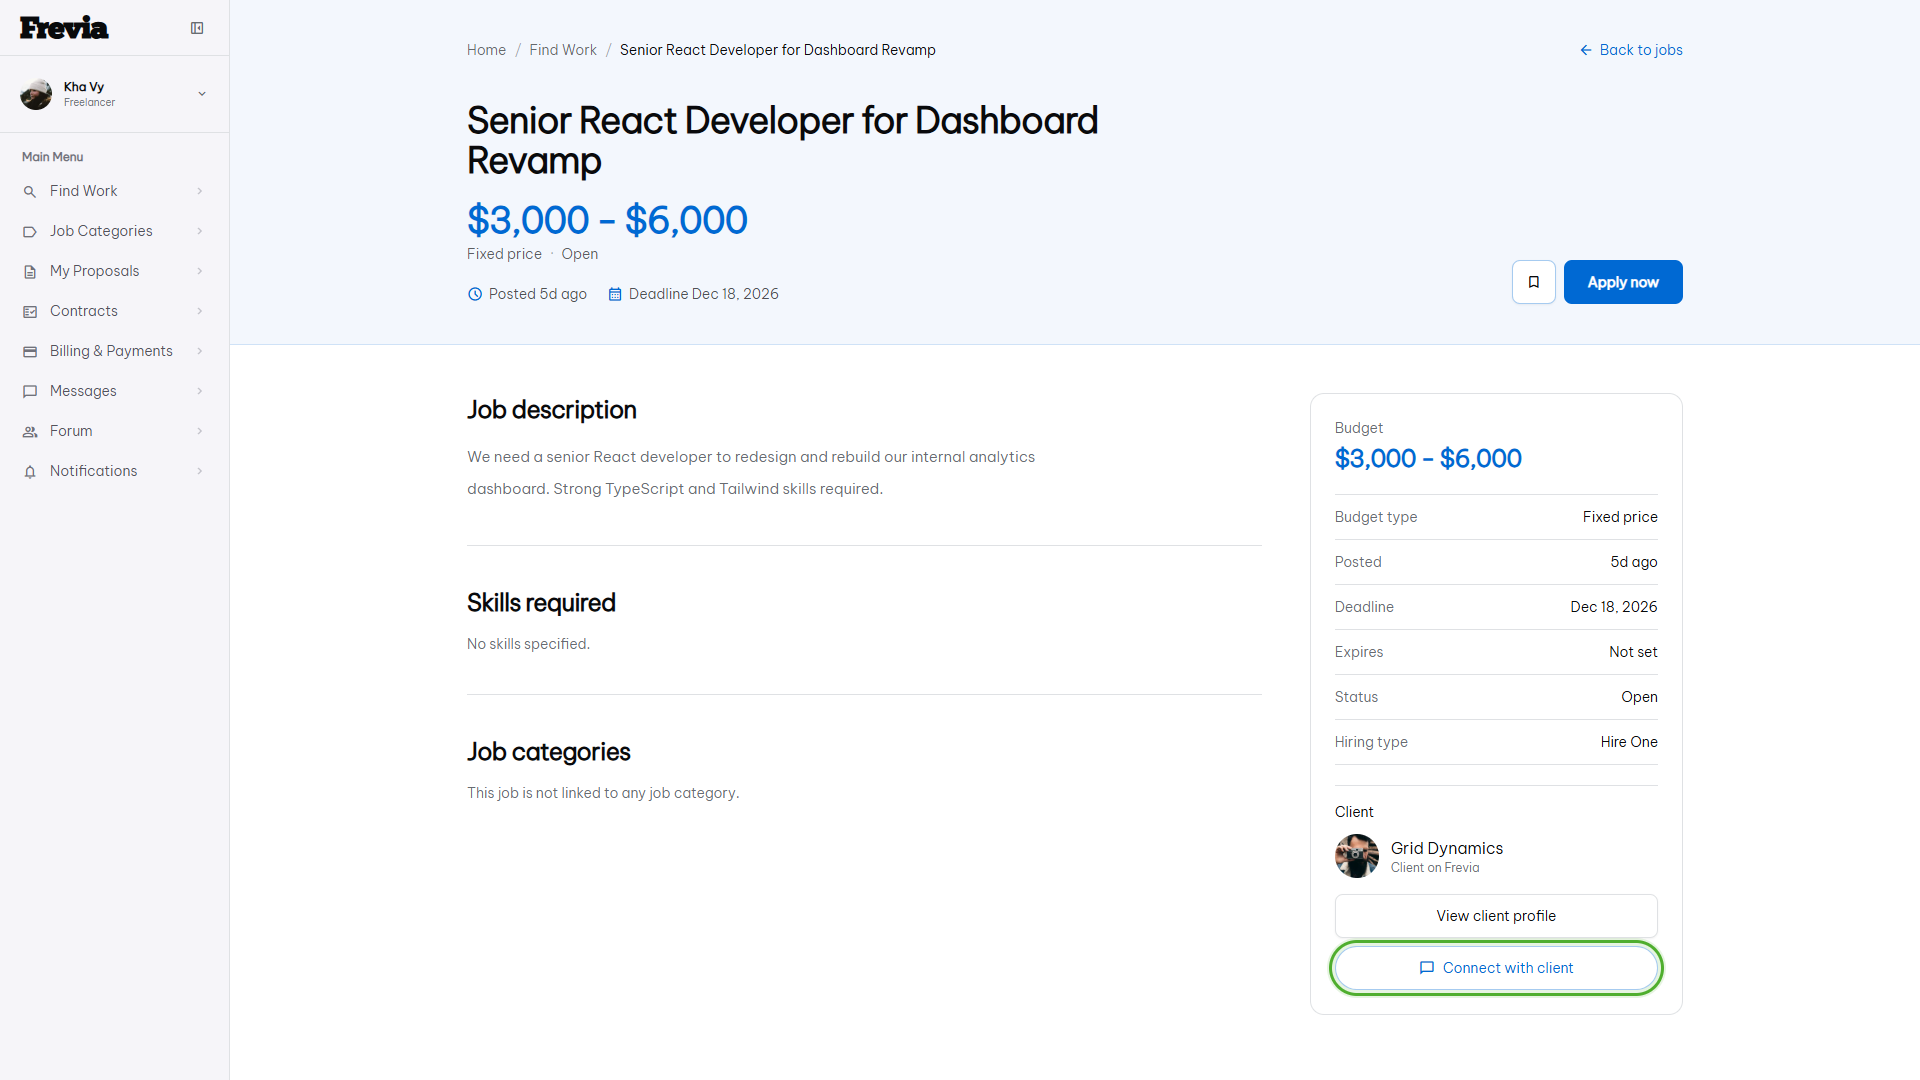 Frevia
Kha Vy
Freelancer
Main Menu
Find Work
Job Categories
My Proposals
Contracts
Billing & Payments
Messages
Forum
Notifications
Home / Find Work / Senior React Developer for Dashboard Revamp
Back to jobs
Senior React Developer for Dashboard
Revamp
$3,000 – $6,000
Fixed price · Open
Posted 5d ago Deadline Dec 18, 2026
Apply now
Job description
We need a senior React developer to redesign and rebuild our internal analytics
dashboard. Strong TypeScript and Tailwind skills required.
Skills required
No skills specified.
Job categories
This job is not linked to any job category.
Budget
$3,000 – $6,000
Budget type Fixed price
Posted 5d ago
Deadline Dec 18, 2026
Expires Not set
Status Open
Hiring type Hire One
Client
Grid Dynamics
Client on Frevia
View client profile
Connect with client